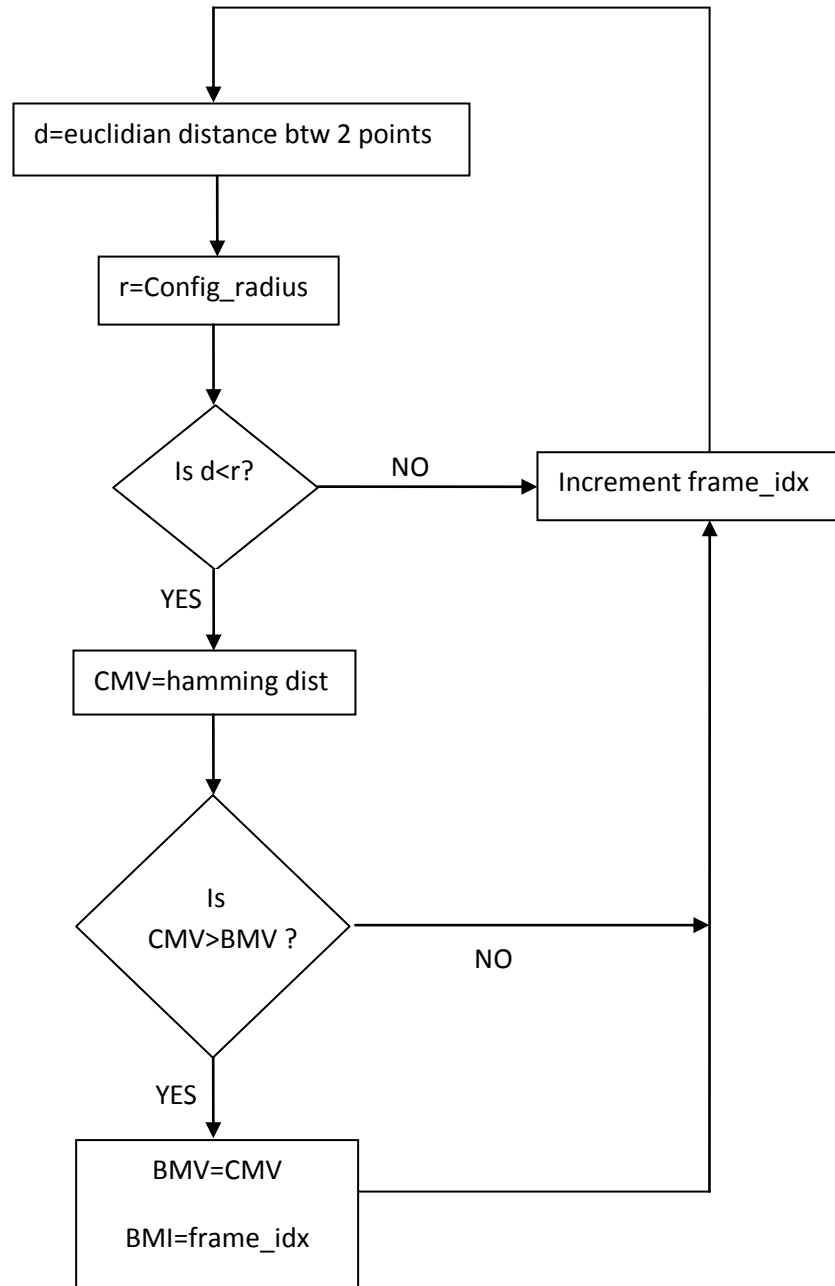 d=euclidian distance btw 2 points
r=Config_radius
Is d<r?
NO
Increment frame_idx
YES
CMV=hamming dist
Is
CMV>BMV ?
NO
YES
BMV=CMV
BMI=frame_idx